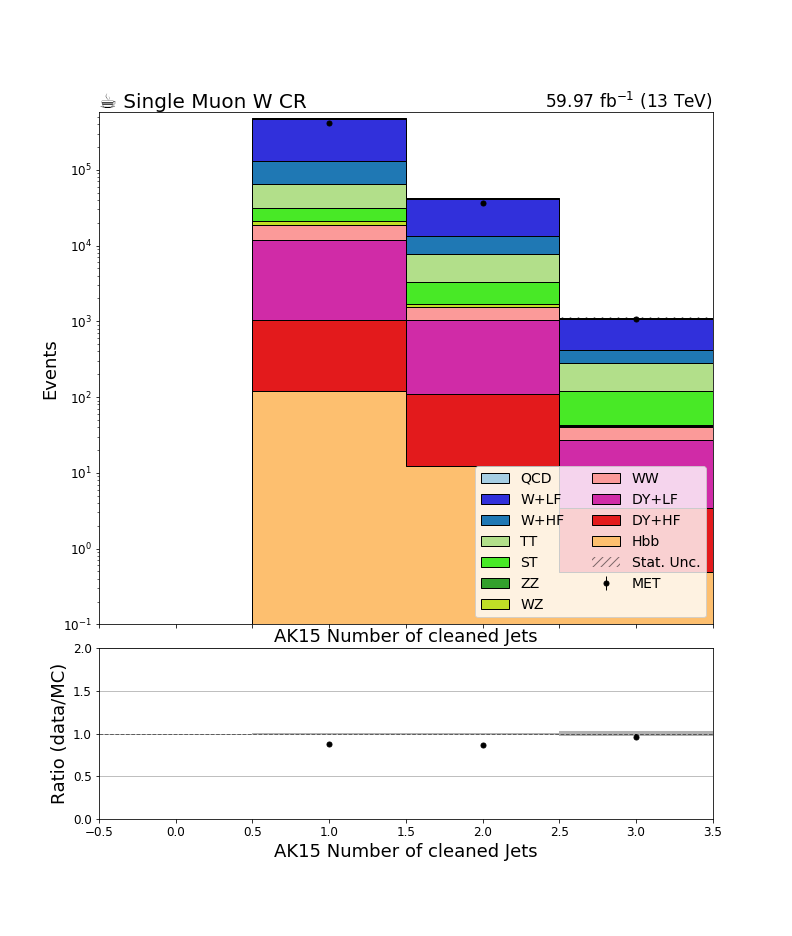 ☕ Single Muon W CR
59.97 fb⁻¹ (13 TeV)
Events
10⁵
10⁴
10³
10²
10¹
10⁰
10⁻¹
QCD
W+LF
W+HF
TT
ST
ZZ
WZ
WW
DY+LF
DY+HF
Hbb
Stat. Unc.
MET
AK15 Number of cleaned Jets
Ratio (data/MC)
2.0
1.5
1.0
0.5
0.0
−0.5 0.0 0.5 1.0 1.5 2.0 2.5 3.0 3.5
AK15 Number of cleaned Jets